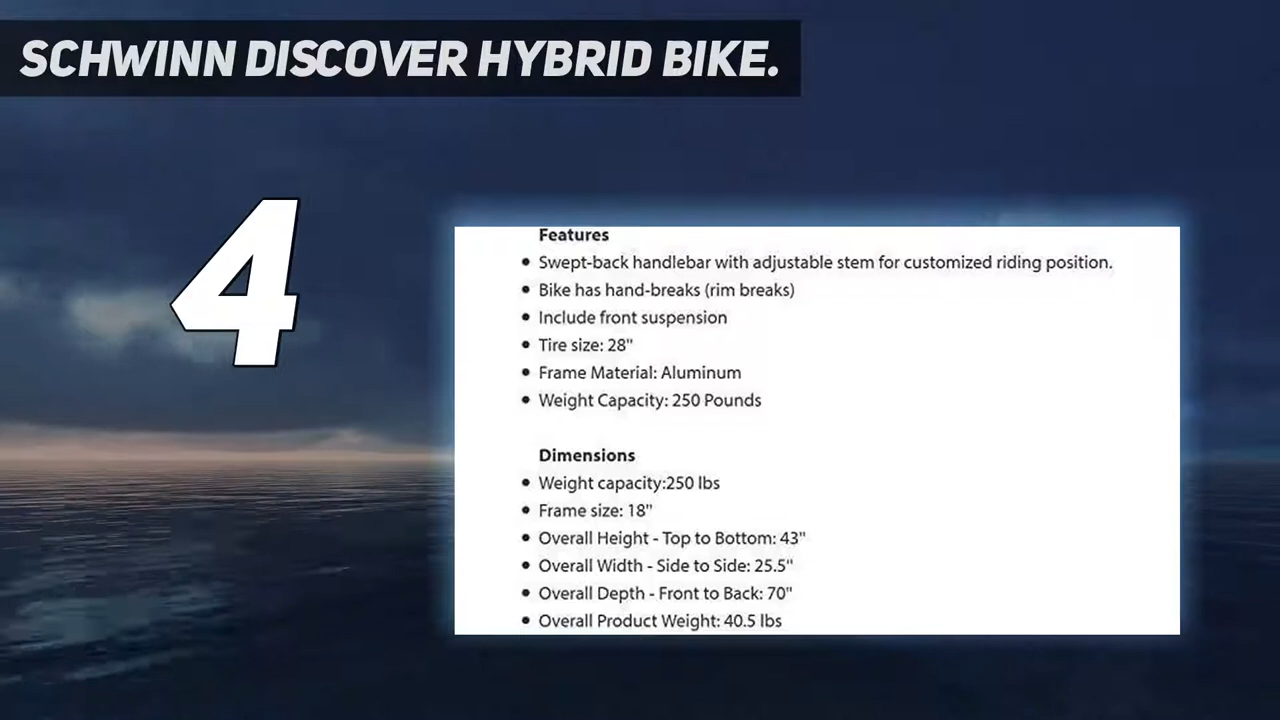 SCHWINN DISCOVER HYBRID BIKE.
4
Features
• Swept-back handlebar with adjustable stem for customized riding position.
• Bike has hand-breaks (rim breaks)
• Include front suspension
• Tire size: 28"
• Frame Material: Aluminum
• Weight Capacity: 250 Pounds
Dimensions
• Weight capacity:250 lbs
• Frame size: 18"
• Overall Height - Top to Bottom: 43"
• Overall Width - Side to Side: 25.5"
• Overall Depth - Front to Back: 70"
• Overall Product Weight: 40.5 lbs